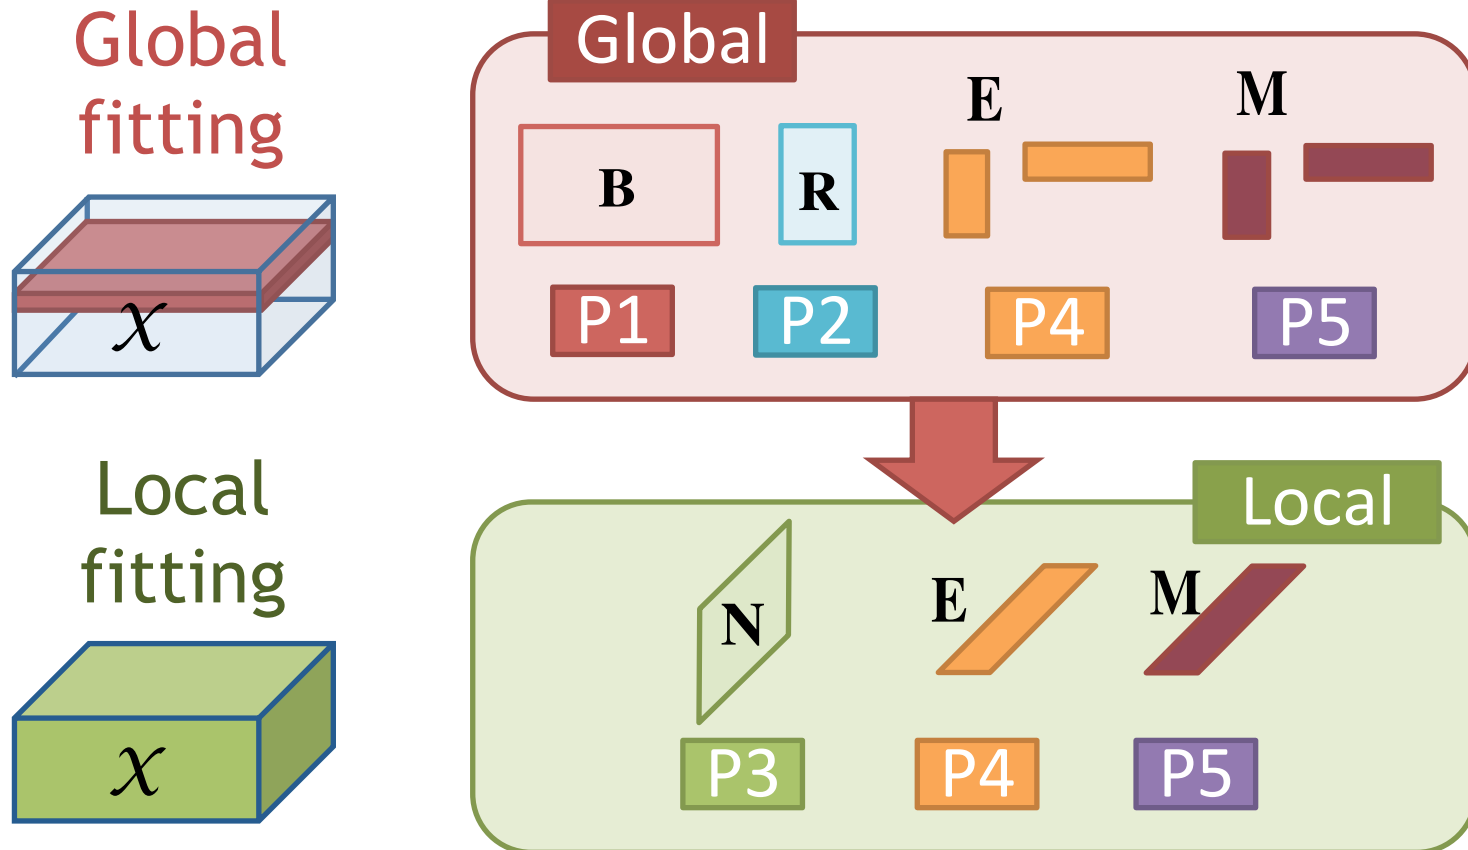 Global
fitting
X
Global
B
R
E
M
P1
P2
P4
P5
Local
fitting
X
Local
N
E
M
P3
P4
P5